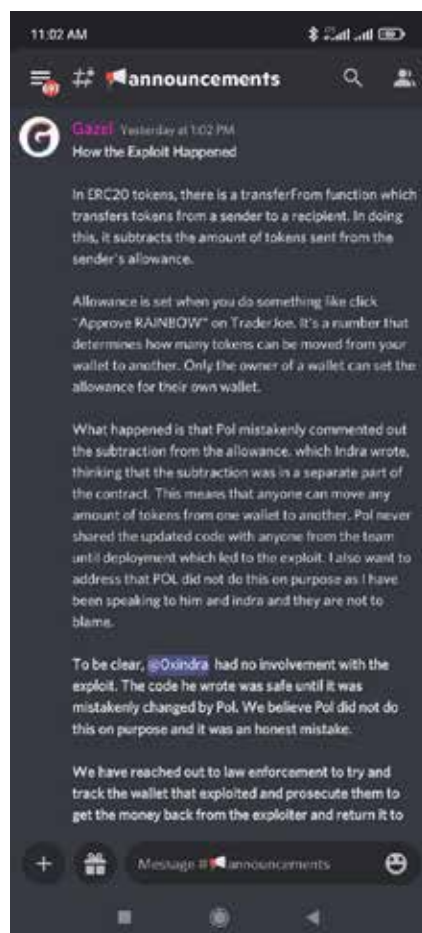 11:02 AM
announcements
Gazel Yesterday at 1:02 PM
How the Exploit Happened
In ERC20 tokens, there is a transferFrom function which
transfers tokens from a sender to a recipient. In doing
this, it subtracts the amount of tokens sent from the
sender's allowance.
Allowance is set when you do something like click
"Approve RAINBOW" on TraderJoe. It's a number that
determines how many tokens can be moved from your
wallet to another. Only the owner of a wallet can set the
allowance for their own wallet.
What happened is that Pol mistakenly commented out
the subtraction from the allowance. which Indra wrote,
thinking that the subtraction was in a separate part of
the contract. This means that anyone can move any
amount of tokens from one wallet to another. Pol never
shared the updated code with anyone from the team
until deployment which led to the exploit. I also want to
address that POL did not do this on purpose as I have
been speaking to him and indra and they are not to
blame.
To be clear, @0xindra had no involvement with the
exploit. The code he wrote was safe until it was
mistakenly changed by Pol. We believe Pol did not do
this on purpose and it was an honest mistake.
We have reached out to law enforcement to try and
track the wallet that exploited and prosecute them to
get the money back from the exploiter and return it to
Message # announcements